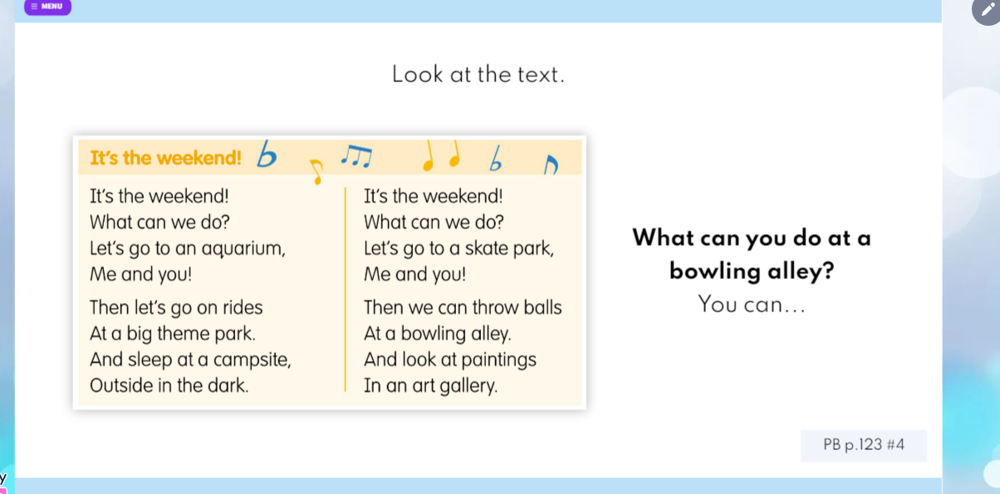 MENU
Look at the text.
It's the weekend!
It's the weekend!
What can we do?
Let's go to an aquarium,
Me and you!
Then let's go on rides
At a big theme park.
And sleep at a campsite,
Outside in the dark.
It's the weekend!
What can we do?
Let's go to a skate park,
Me and you!
Then we can throw balls
At a bowling alley.
And look at paintings
In an art gallery.
What can you do at a
bowling alley?
You can...
PB p.123 #4
y